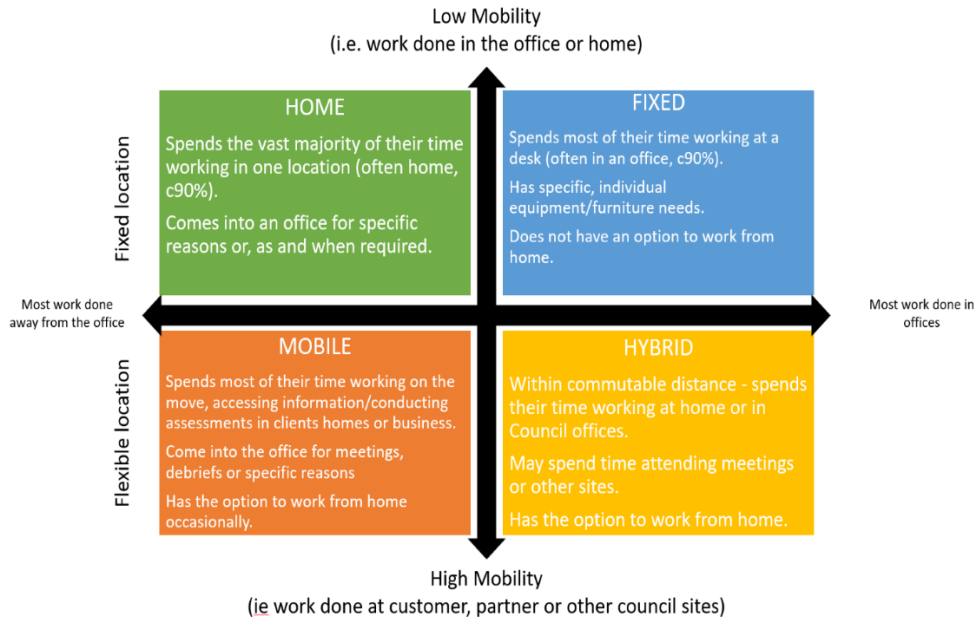 Low Mobility
(i.e. work done in the office or home)
HOME
Spends the vast majority of their time
working in one location (often home,
c90%).
Comes into an office for specific
reasons or, as and when required.
FIXED
Spends most of their time working at a
desk (often in an office, c90%).
Has specific, individual
equipment/furniture needs.
Does not have an option to work from
home.
Fixed location
Most work done
away from the office
Most work done in
offices
MOBILE
Spends most of their time working on the
move, accessing information/conducting
assessments in clients homes or business.
Come into the office for meetings,
debriefs or specific reasons
Has the option to work from home
occasionally.
HYBRID
Within commutable distance - spends
their time working at home or in
Council offices.
May spend time attending meetings
or other sites.
Has the option to work from home.
Flexible location
High Mobility
(ie work done at customer, partner or other council sites)